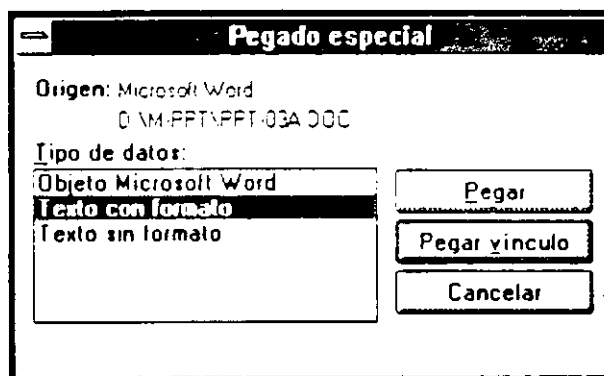 Pegado especial
Origen: Microsoft Word
D:\M-PPT\PPT-03A.DOC
Tipo de datos:
Objeto Microsoft Word
Texto con formato
Texto sin formato
Pegar
Pegar vínculo
Cancelar